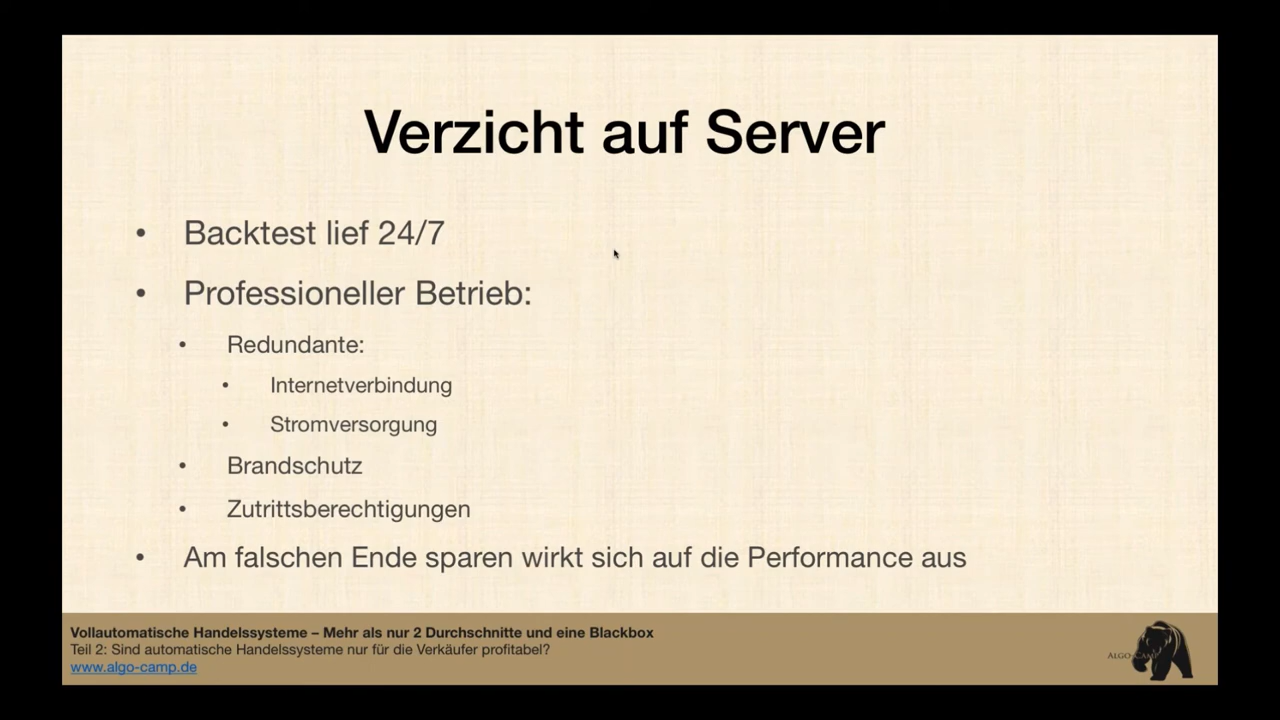 Verzicht auf Server
• Backtest lief 24/7
• Professioneller Betrieb:
• Redundante:
• Internetverbindung
• Stromversorgung
• Brandschutz
• Zutrittsberechtigungen
• Am falschen Ende sparen wirkt sich auf die Performance aus
Vollautomatische Handelssysteme – Mehr als nur 2 Durchschnitte und eine Blackbox
Teil 2: Sind automatische Handelssysteme nur für die Verkäufer profitabel?
www.algo-camp.de
ALGO-CAMP